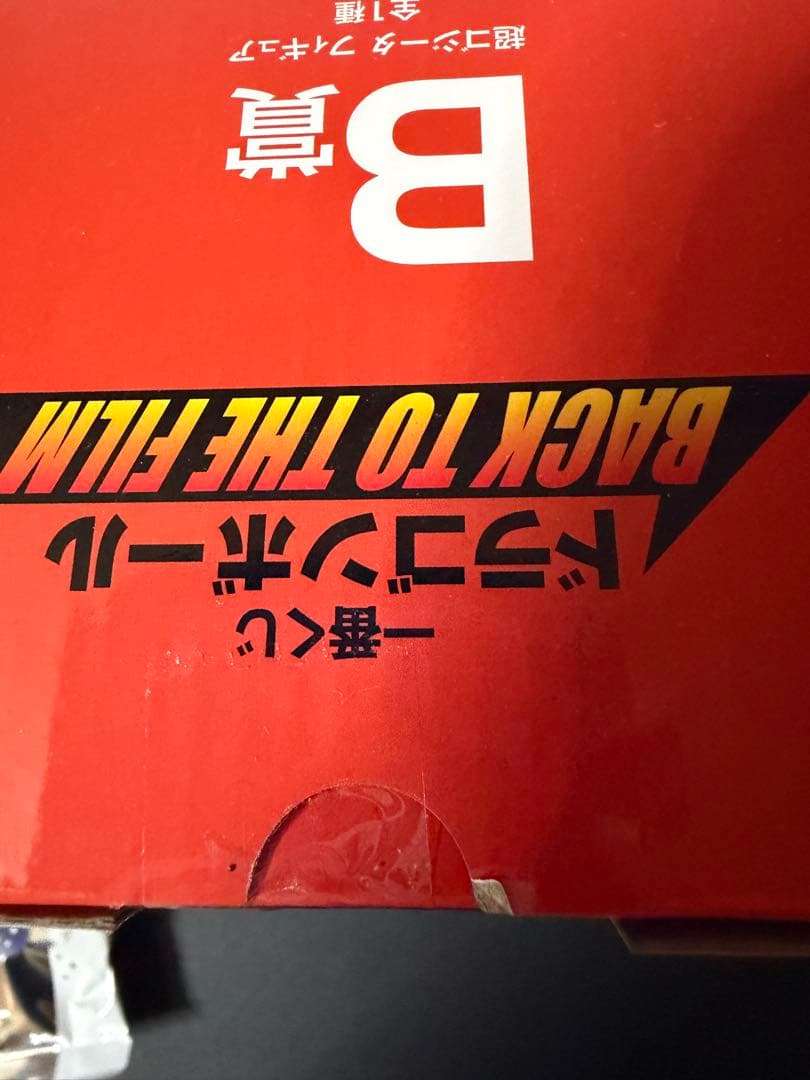 一番くじ
ドラゴンボール
BACK TO THE FILM
B賞
超ゴジータ フィギュア
全1種